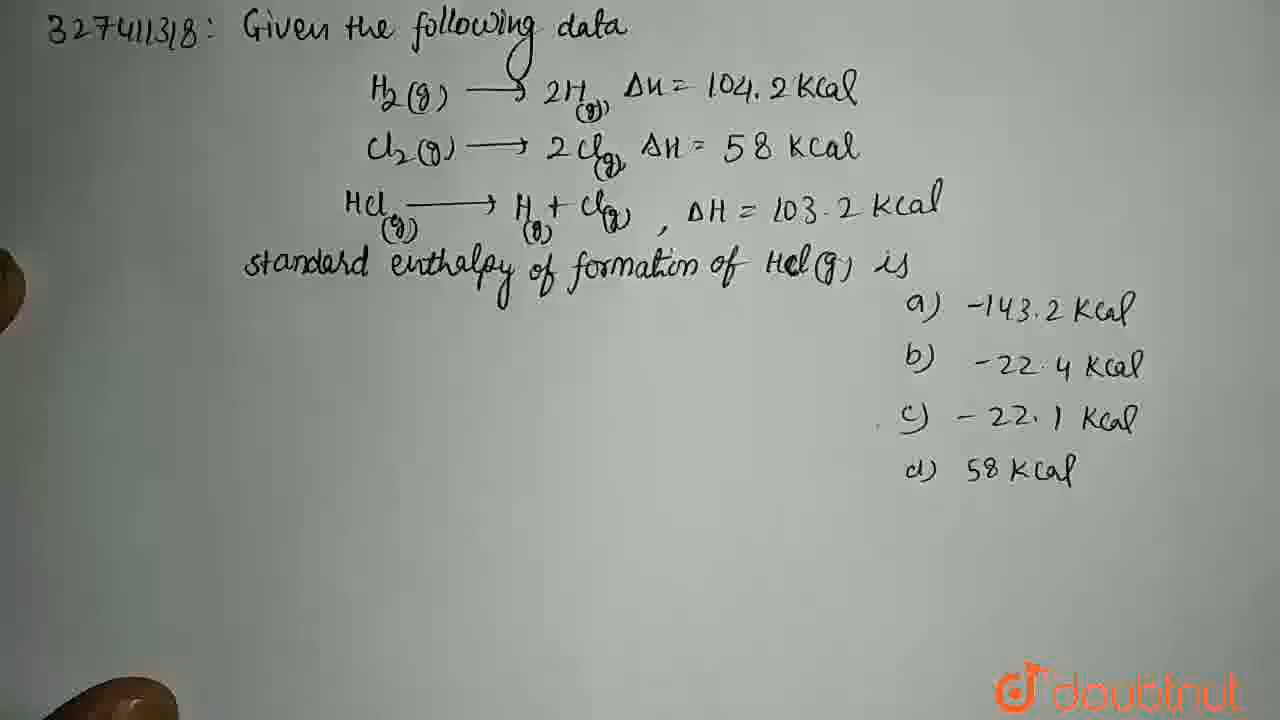 327411318: Given the following data
H2(g) → 2H(g), ΔH = 104.2 Kcal
Cl2(g) → 2Cl(g), ΔH = 58 Kcal
HCl(g) → H(g) + Cl(g), ΔH = 103.2 Kcal
standard enthalpy of formation of Hcl(g) is
a) -143.2 Kcal
b) -22.4 Kcal
c) -22.1 Kcal
d) 58 Kcal
doubtnut